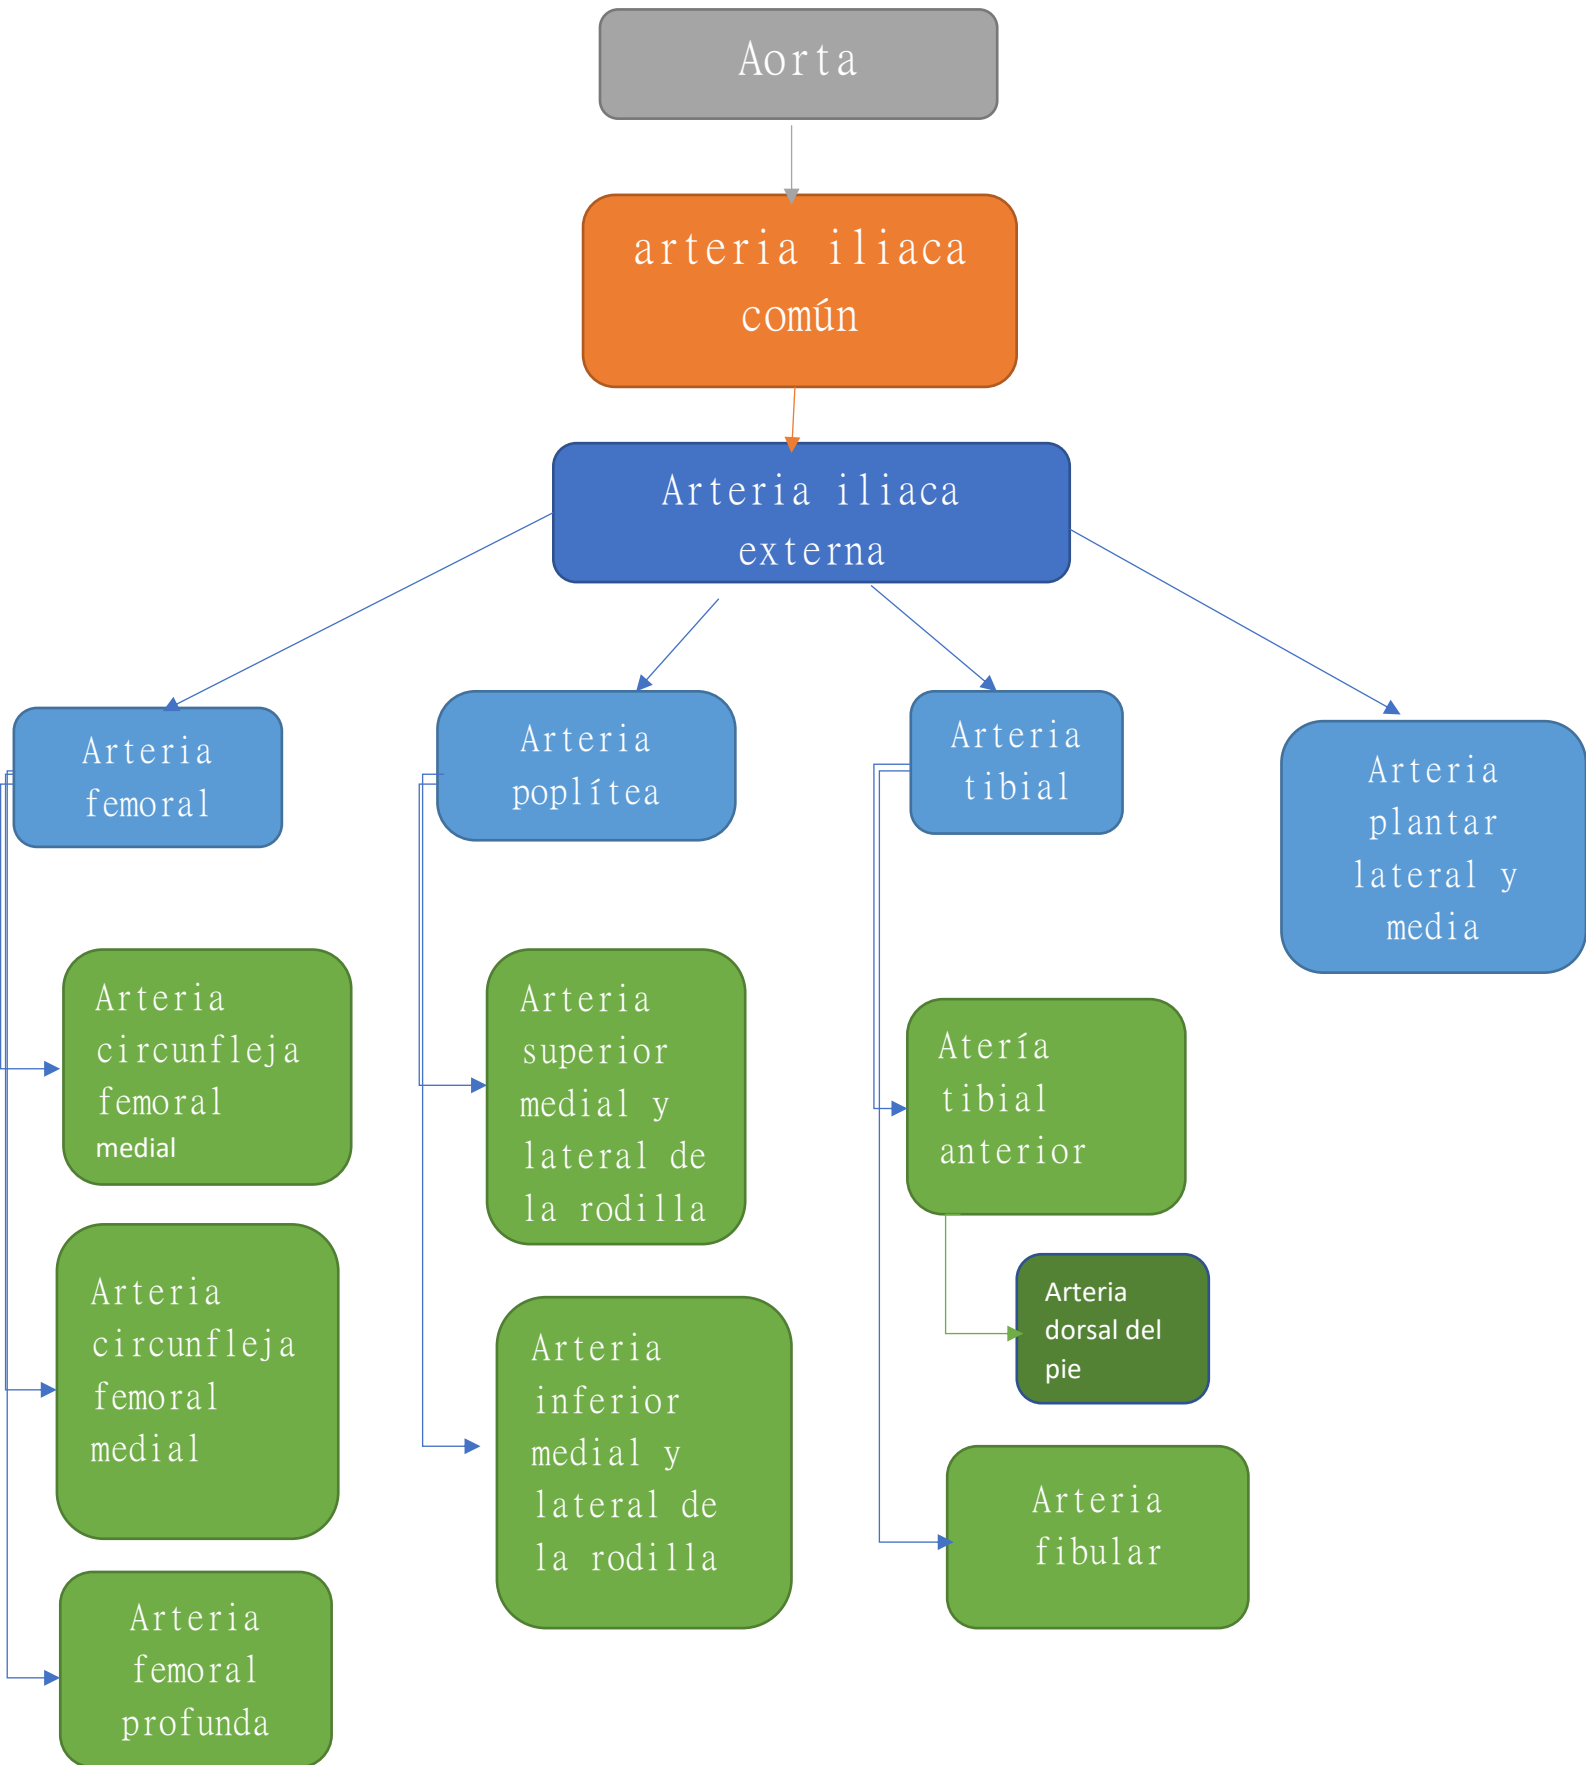 Aorta
arteria iliaca
común
Arteria iliaca
externa
Arteria
femoral
Arteria
poplítea
Arteria
tibial
Arteria
plantar
lateral y
media
Arteria
circunfleja
femoral
medial
Arteria
superior
medial y
lateral de
la rodilla
Atería
tibial
anterior
Arteria
circunfleja
femoral
medial
Arteria
inferior
medial y
lateral de
la rodilla
Arteria
dorsal del
pie
Arteria
fibular
Arteria
femoral
profunda